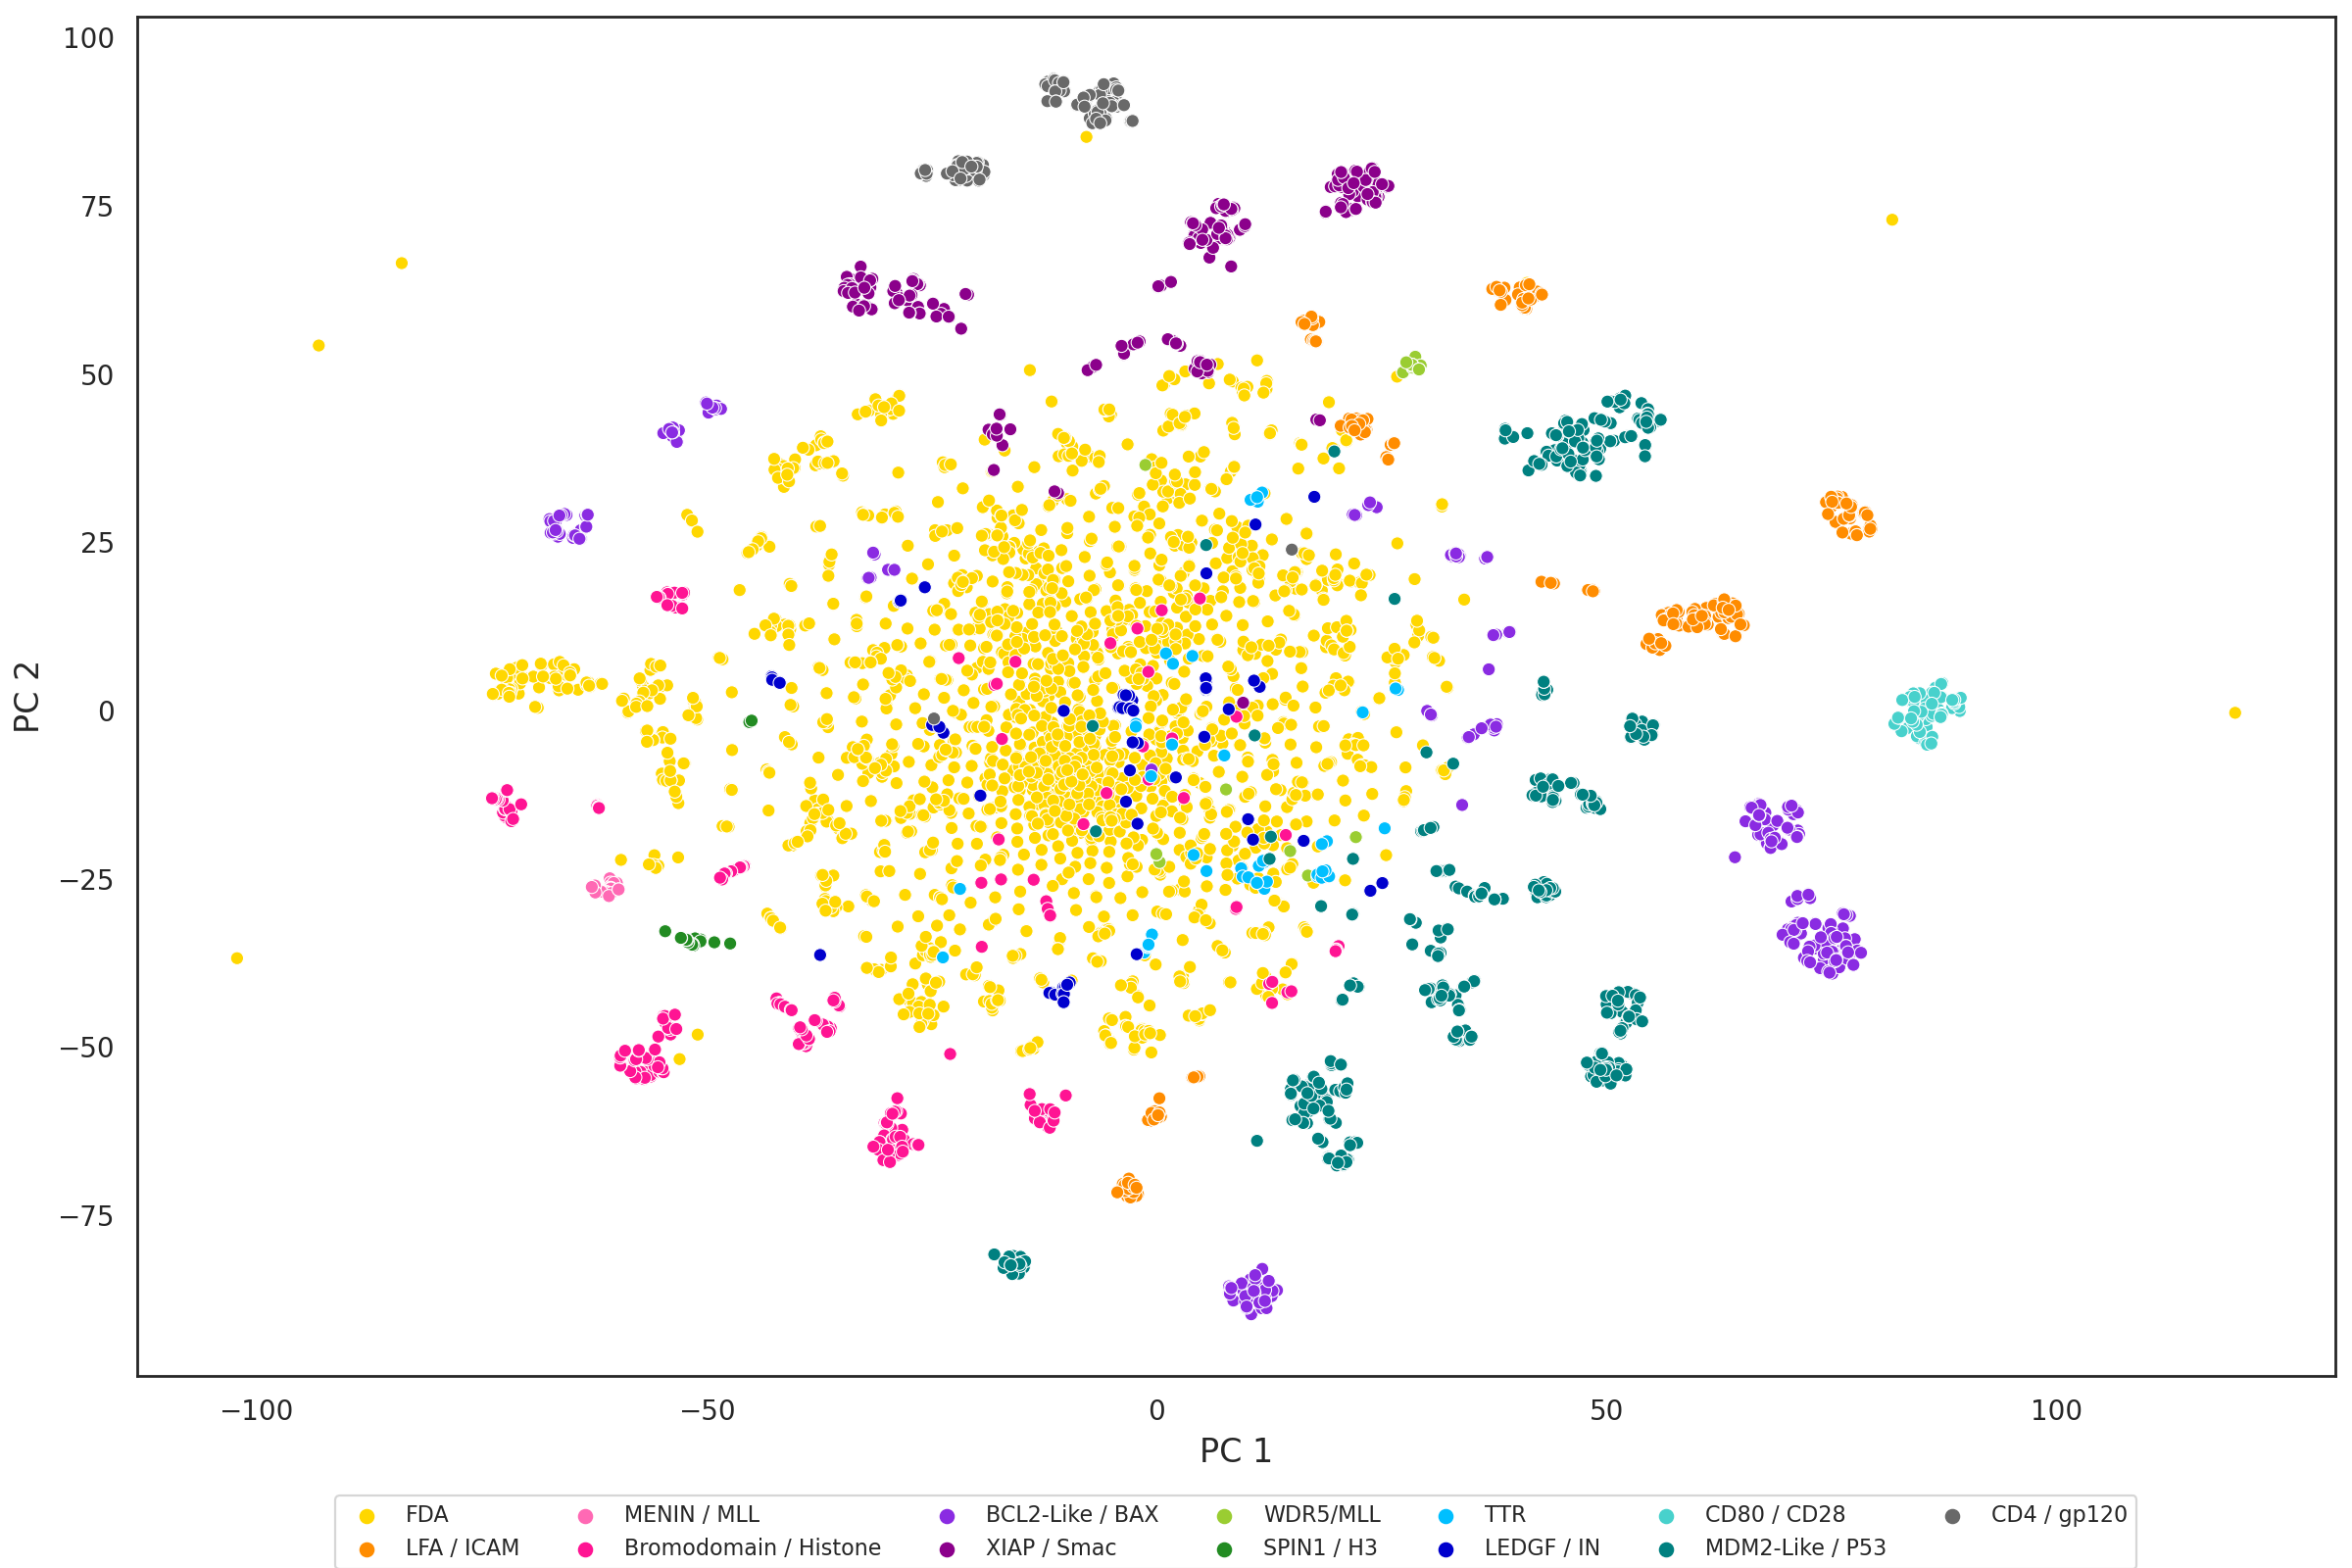 100
75
50
25
0
−25
−50
−75
PC 2
−100
−50
0
50
100
PC 1
FDA
MENIN / MLL
BCL2-Like / BAX
WDR5/MLL
TTR
CD80 / CD28
CD4 / gp120
LFA / ICAM
Bromodomain / Histone
XIAP / Smac
SPIN1 / H3
LEDGF / IN
MDM2-Like / P53